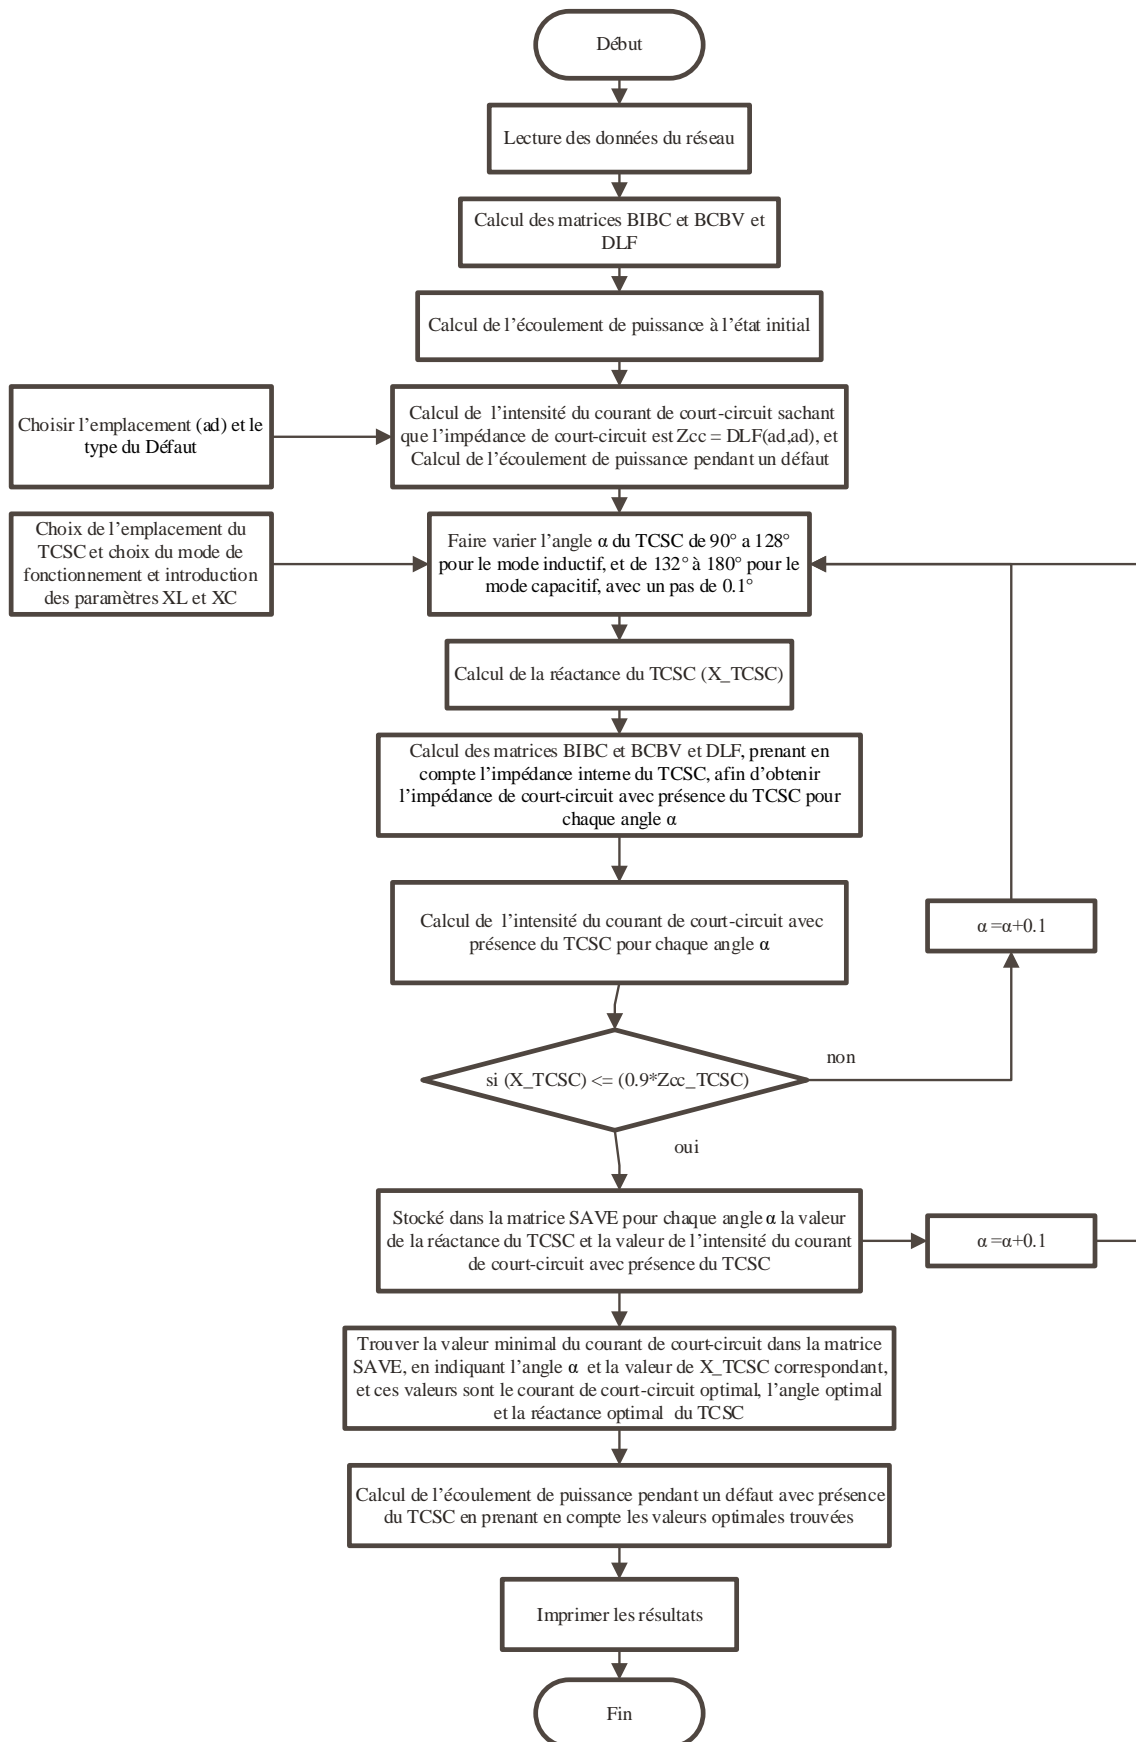 Début
Lecture des données du réseau
Calcul des matrices BIBC et BCBV et
DLF
Calcul de l'écoulement de puissance à l'état initial
Choisir l'emplacement (ad) et le
type du Défaut
Calcul de l'intensité du courant de court-circuit sachant
que l'impédance de court-circuit est Zcc = DLF(ad,ad), et
Calcul de l'écoulement de puissance pendant un défaut
Choix de l'emplacement du
TCSC et choix du mode de
fonctionnement et introduction
des paramètres XL et XC
Faire varier l'angle α du TCSC de 90° a 128°
pour le mode inductif, et de 132° à 180° pour le
mode capacitif, avec un pas de 0.1°
Calcul de la réactance du TCSC (X_TCSC)
Calcul des matrices BIBC et BCBV et DLF, prenant en
compte l'impédance interne du TCSC, afin d'obtenir
l'impédance de court-circuit avec présence du TCSC pour
chaque angle α
Calcul de l'intensité du courant de court-circuit avec
présence du TCSC pour chaque angle α
α =α+0.1
si (X_TCSC) <= (0.9*Zcc_TCSC)
non
oui
Stocké dans la matrice SAVE pour chaque angle α la valeur
de la réactance du TCSC et la valeur de l'intensité du courant
de court-circuit avec présence du TCSC
α =α+0.1
Trouver la valeur minimal du courant de court-circuit dans la matrice
SAVE, en indiquant l'angle α et la valeur de X_TCSC correspondant,
et ces valeurs sont le courant de court-circuit optimal, l'angle optimal
et la réactance optimal du TCSC
Calcul de l'écoulement de puissance pendant un défaut avec présence
du TCSC en prenant en compte les valeurs optimales trouvées
Imprimer les résultats
Fin